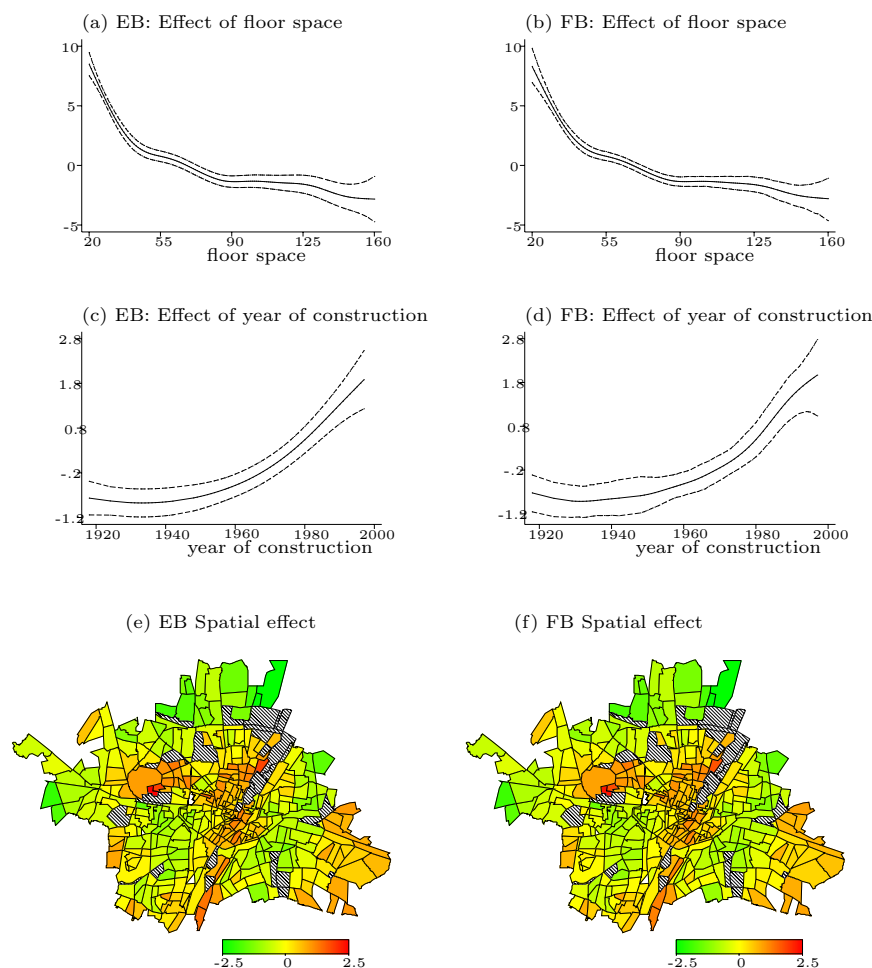 (a) EB: Effect of floor space
10
5
0
-5
20 55 90 125 160
floor space
(b) FB: Effect of floor space
10
5
0
-5
20 55 90 125 160
floor space
(c) EB: Effect of year of construction
2.8
1.8
0.8
-.2
-1.2
1920 1940 1960 1980 2000
year of construction
(d) FB: Effect of year of construction
2.8
1.8
0.8
-.2
-1.2
1920 1940 1960 1980 2000
year of construction
(e) EB Spatial effect
-2.5 0 2.5
(f) FB Spatial effect
-2.5 0 2.5